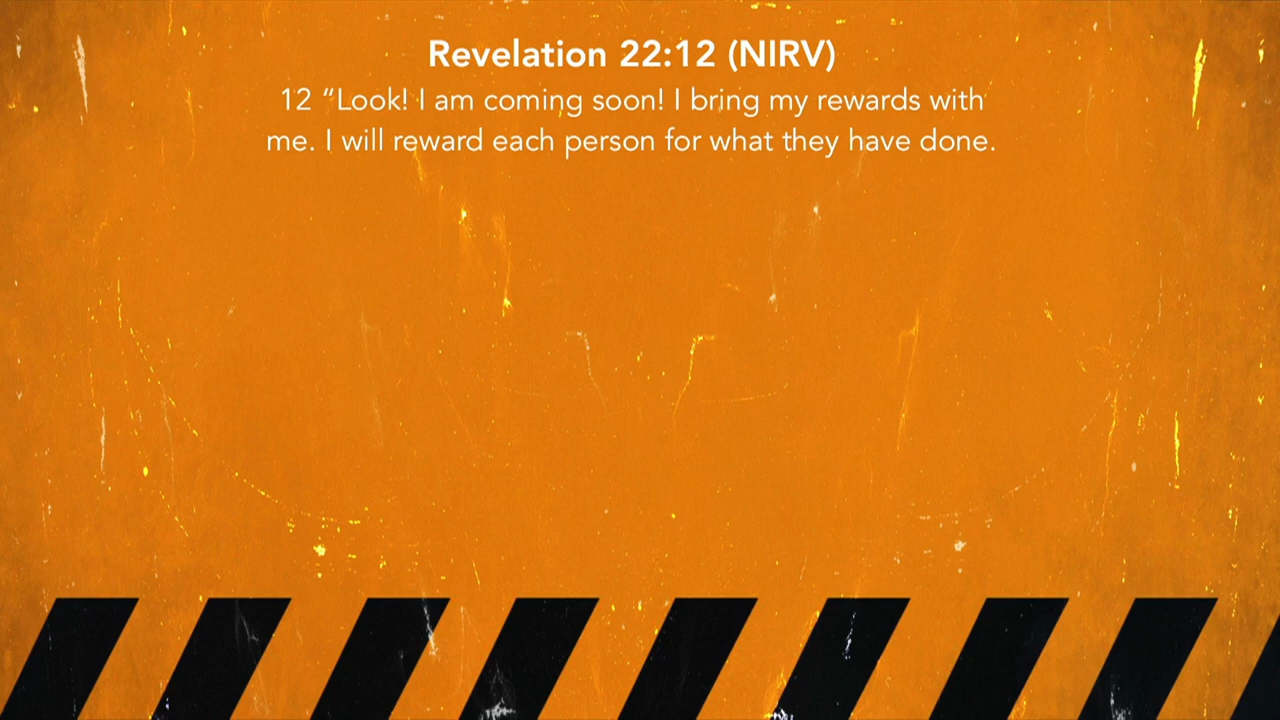 Revelation 22:12 (NIRV)
12 “Look! I am coming soon! I bring my rewards with
me. I will reward each person for what they have done.